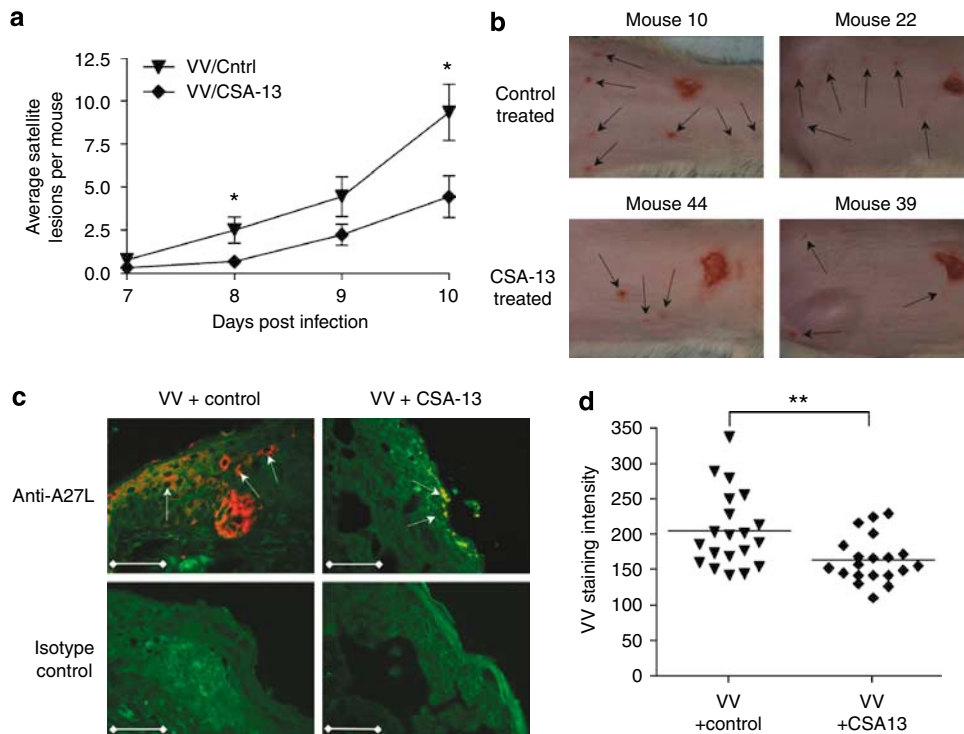 a
12.5
10.0
7.5
5.0
2.5
0.0
Average satellite
lesions per mouse
VV/Cntrl
VV/CSA-13
*
*
7 8 9 10
Days post infection
b
Mouse 10 Mouse 22
Control
treated
Mouse 44 Mouse 39
CSA-13
treated
c
VV + control VV + CSA-13
Anti-A27L
Isotype
control
d
**
350
300
250
200
150
100
50
0
VV staining intensity
VV
+control
VV
+CSA13